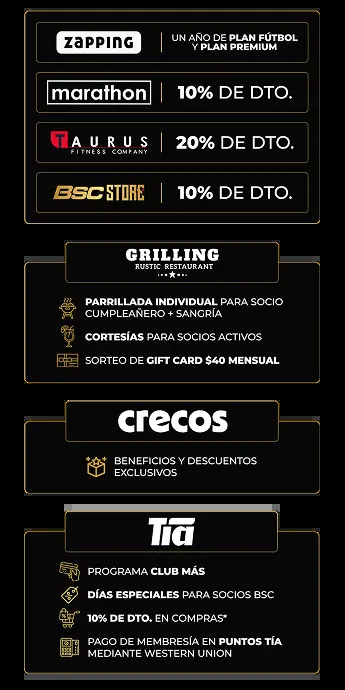 zapping
UN AÑO DE PLAN FÚTBOL
Y PLAN PREMIUM
marathon
10% DE DTO.
TAURUS
FITNESS COMPANY
20% DE DTO.
BSC STORE
10% DE DTO.
GRILLING
RUSTIC RESTAURANT
PARRILLADA INDIVIDUAL PARA SOCIO
CUMPLEAÑERO + SANGRÍA
CORTESÍAS PARA SOCIOS ACTIVOS
SORTEO DE GIFT CARD $40 MENSUAL
crecos
BENEFICIOS Y DESCUENTOS
EXCLUSIVOS
Tía
PROGRAMA CLUB MÁS
DÍAS ESPECIALES PARA SOCIOS BSC
10% DE DTO. EN COMPRAS*
PAGO DE MEMBRESÍA EN PUNTOS TÍA
MEDIANTE WESTERN UNION